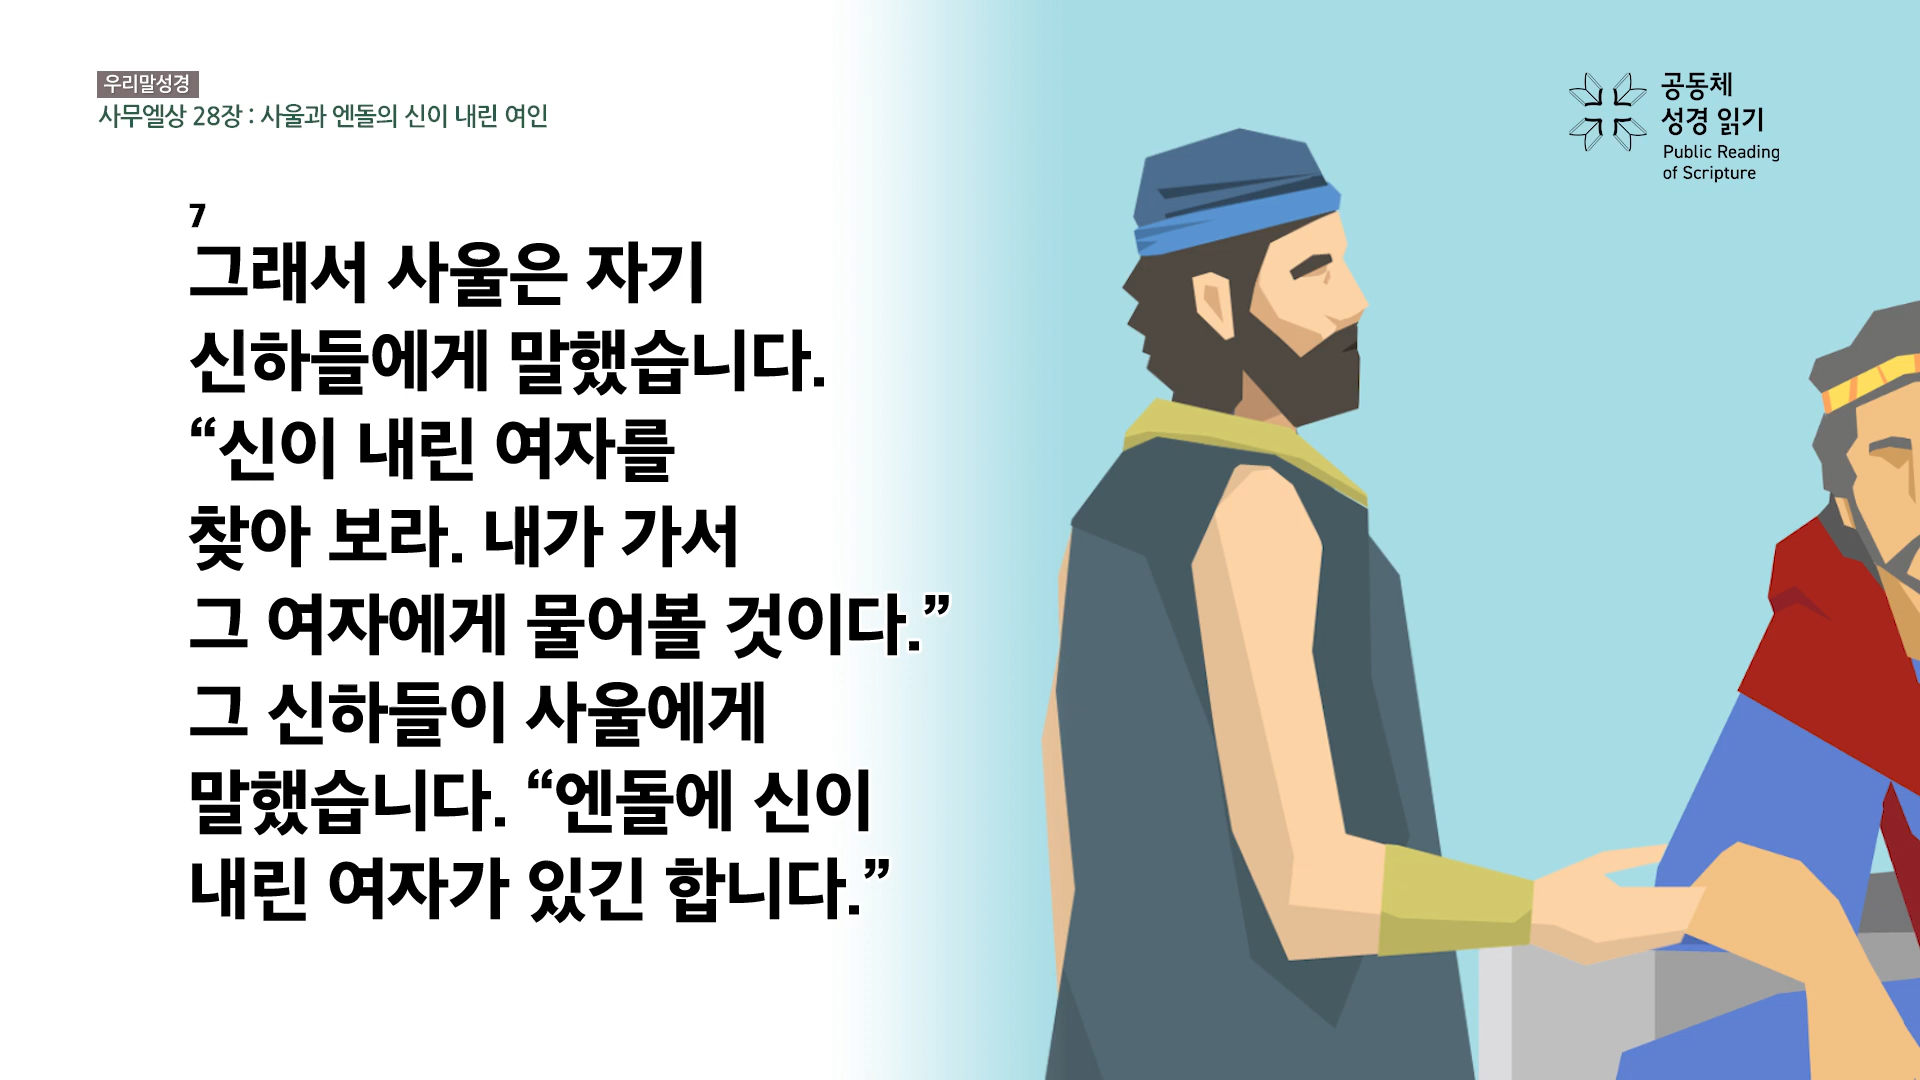 우리말성경
사무엘상 28장 : 사울과 엔돌의 신이 내린 여인
공동체
성경 읽기
Public Reading
of Scripture
7
그래서 사울은 자기
신하들에게 말했습니다.
“신이 내린 여자를
찾아 보라. 내가 가서
그 여자에게 물어볼 것이다.”
그 신하들이 사울에게
말했습니다. “엔돌에 신이
내린 여자가 있긴 합니다.”